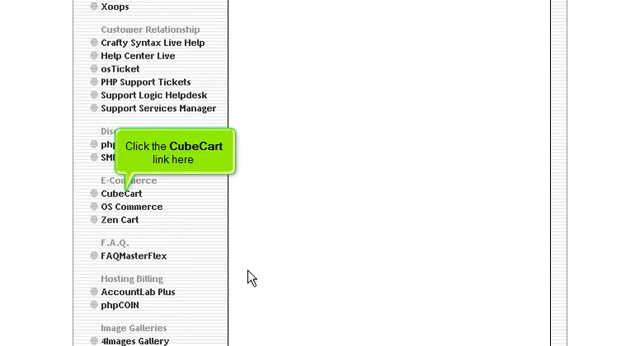 Xoops
Customer Relationship
Crafty Syntax Live Help
Help Center Live
osTicket
PHP Support Tickets
Support Logic Helpdesk
Support Services Manager
Click the CubeCart
link here
E-Commerce
CubeCart
OS Commerce
Zen Cart
F.A.Q.
FAQMasterFlex
Hosting Billing
AccountLab Plus
phpCOIN
Image Galleries
4Images Gallery